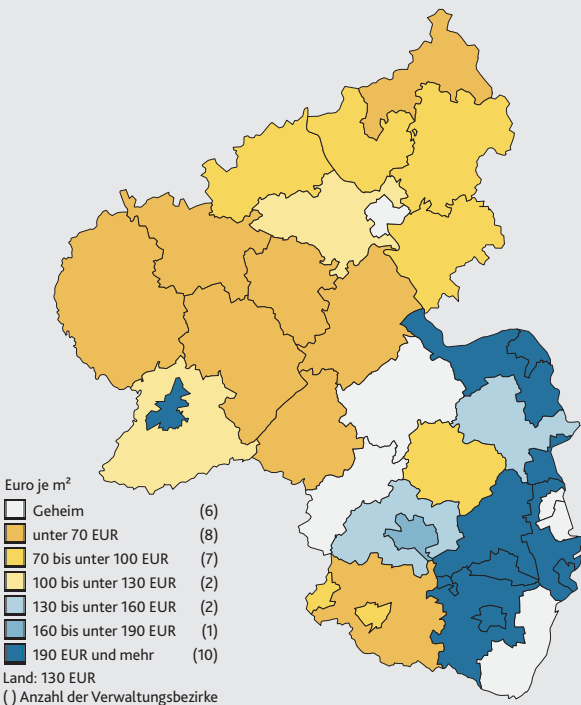 Euro je m²
Geheim (6)
unter 70 EUR (8)
70 bis unter 100 EUR (7)
100 bis unter 130 EUR (2)
130 bis unter 160 EUR (2)
160 bis unter 190 EUR (1)
190 EUR und mehr (10)
Land: 130 EUR
( ) Anzahl der Verwaltungsbezirke